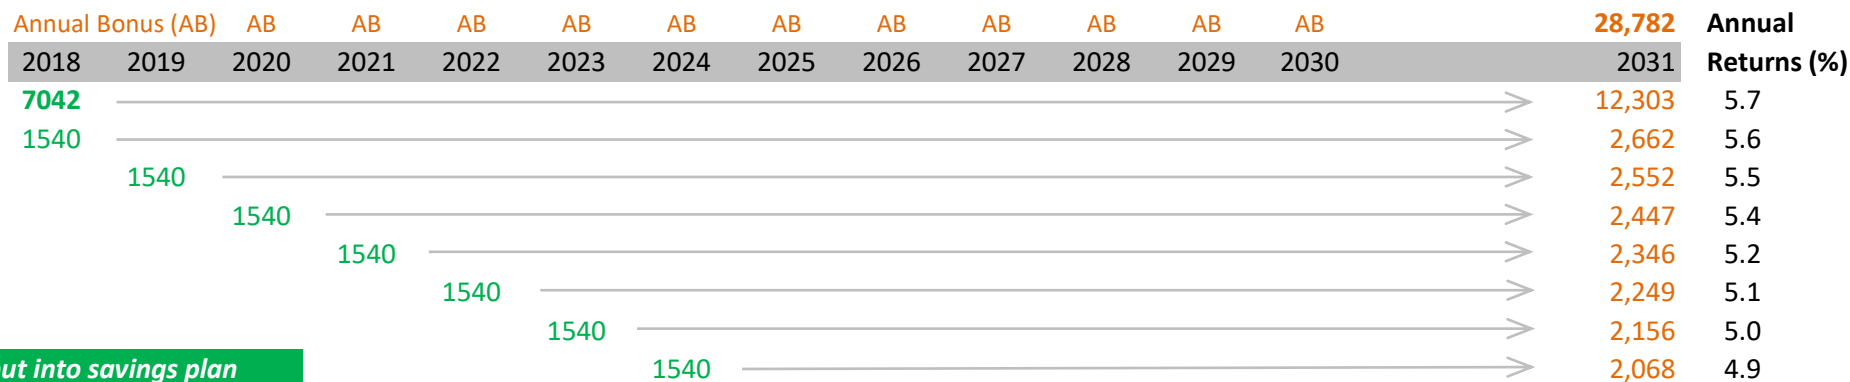 Annual Bonus (AB) AB AB AB AB AB AB AB AB AB AB AB 28,782 Annual
2018 2019 2020 2021 2022 2023 2024 2025 2026 2027 2028 2029 2030 2031 Returns (%)
7042 12,303 5.7
1540 2,662 5.6
1540 2,552 5.5
1540 2,447 5.4
1540 2,346 5.2
1540 2,249 5.1
1540 2,156 5.0
1540 2,068 4.9
out into savings plan